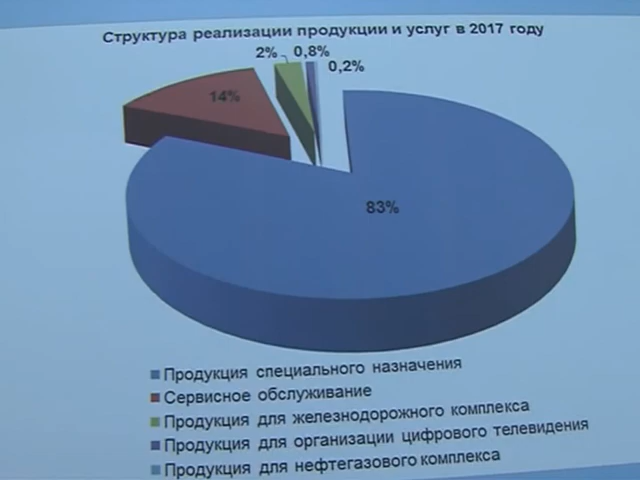 Структура реализации продукции и услуг в 2017 году
2% 0,8%
0,2%
14%
83%
Продукция специального назначения
Сервисное обслуживание
Продукция для железнодорожного комплекса
Продукция для организации цифрового телевидения
Продукция для нефтегазового комплекса